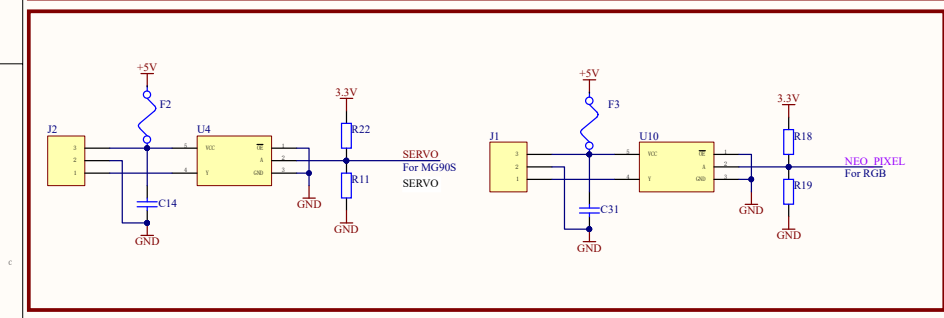 +5V
F2
J2
3
2
1
U4
5
VCC
4
Y
OE
1
A
2
GND
3
3.3V
R22
R11
SERVO
For MG90S
SERVO
C14
GND
GND
GND
+5V
F3
J1
3
2
1
U10
5
VCC
4
Y
OE
1
A
2
GND
3
3.3V
R18
R19
NEO_PIXEL
For RGB
C31
GND
GND
GND
C